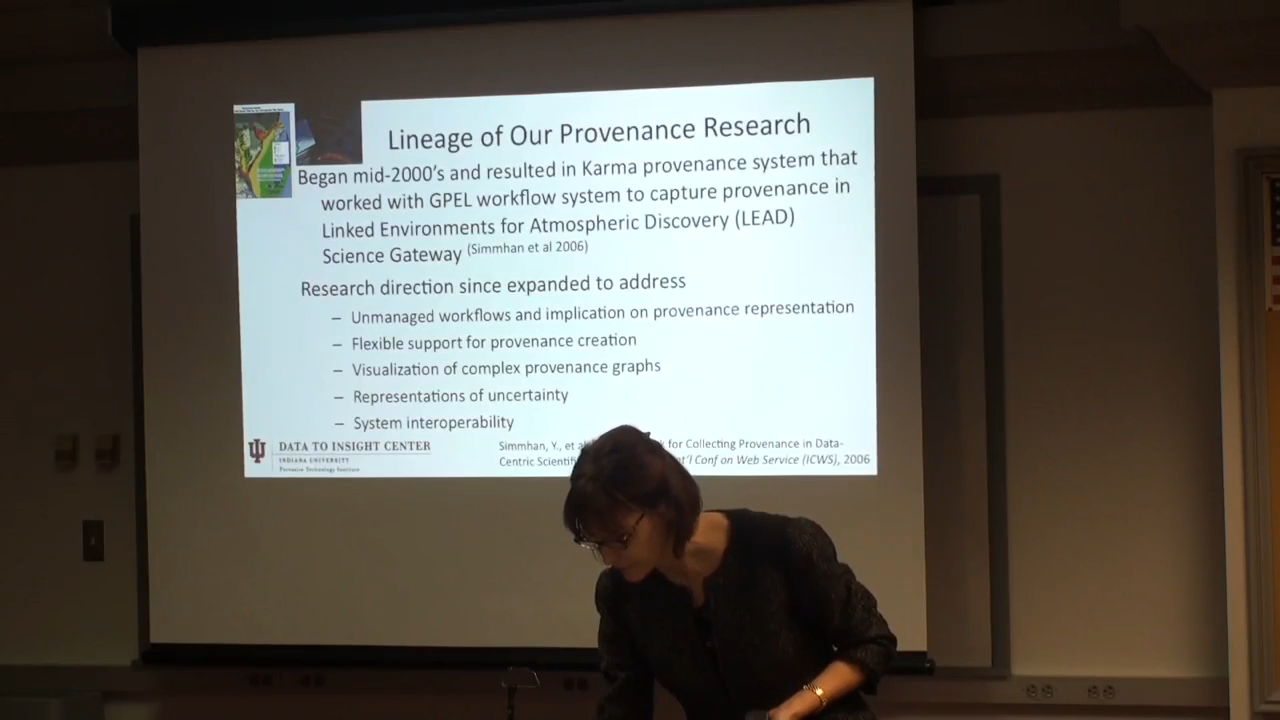 Lineage of Our Provenance Research
Began mid-2000's and resulted in Karma provenance system that
worked with GPEL workflow system to capture provenance in
Linked Environments for Atmospheric Discovery (LEAD)
Science Gateway (Simmhan et al 2006)
Research direction since expanded to address
– Unmanaged workflows and implication on provenance representation
– Flexible support for provenance creation
– Visualization of complex provenance graphs
– Representations of uncertainty
– System interoperability
DATA TO INSIGHT CENTER
INDIANA UNIVERSITY
Pervasive Technology Institute
Simmhan, Y., et a k for Collecting Provenance in Data-
Centric Scientif t'l Conf on Web Service (ICWS), 2006